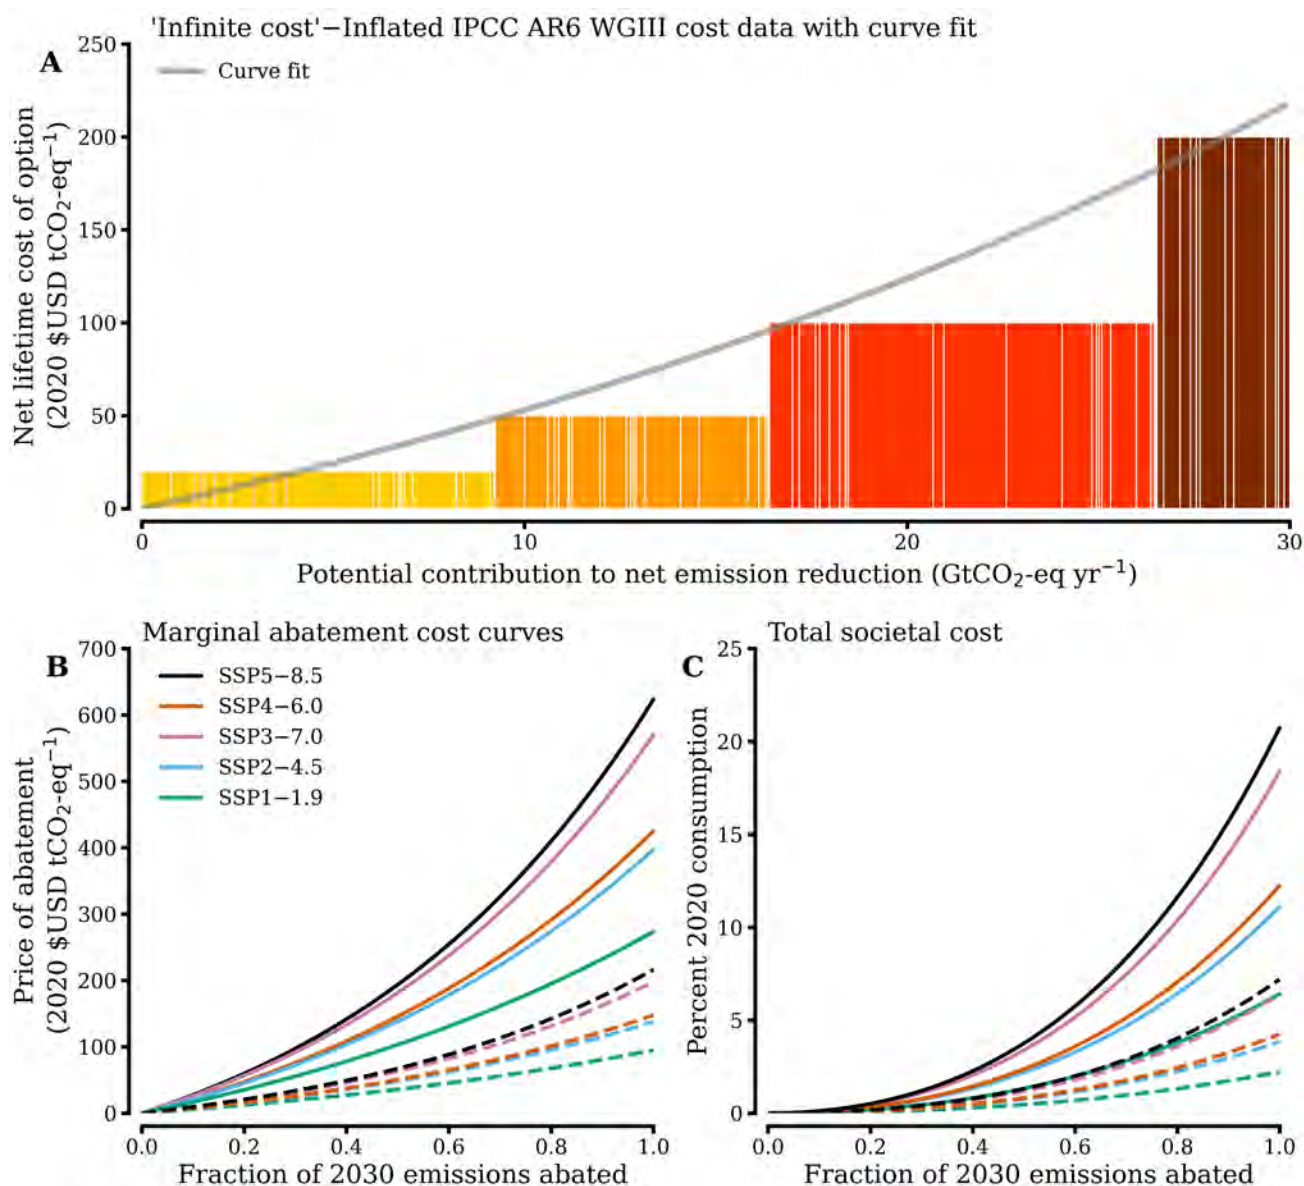 'Infinite cost'−Inflated IPCC AR6 WGIII cost data with curve fit
A
Curve fit
250
200
150
100
50
0
Net lifetime cost of option
(2020 $USD tCO₂-eq⁻¹)
0 10 20 30
Potential contribution to net emission reduction (GtCO₂-eq yr⁻¹)
Marginal abatement cost curves
B
SSP5−8.5
SSP4−6.0
SSP3−7.0
SSP2−4.5
SSP1−1.9
700
600
500
400
300
200
100
0
Price of abatement
(2020 $USD tCO₂-eq⁻¹)
0.0 0.2 0.4 0.6 0.8 1.0
Fraction of 2030 emissions abated
Total societal cost
C
25
20
15
10
5
0
Percent 2020 consumption
0.0 0.2 0.4 0.6 0.8 1.0
Fraction of 2030 emissions abated